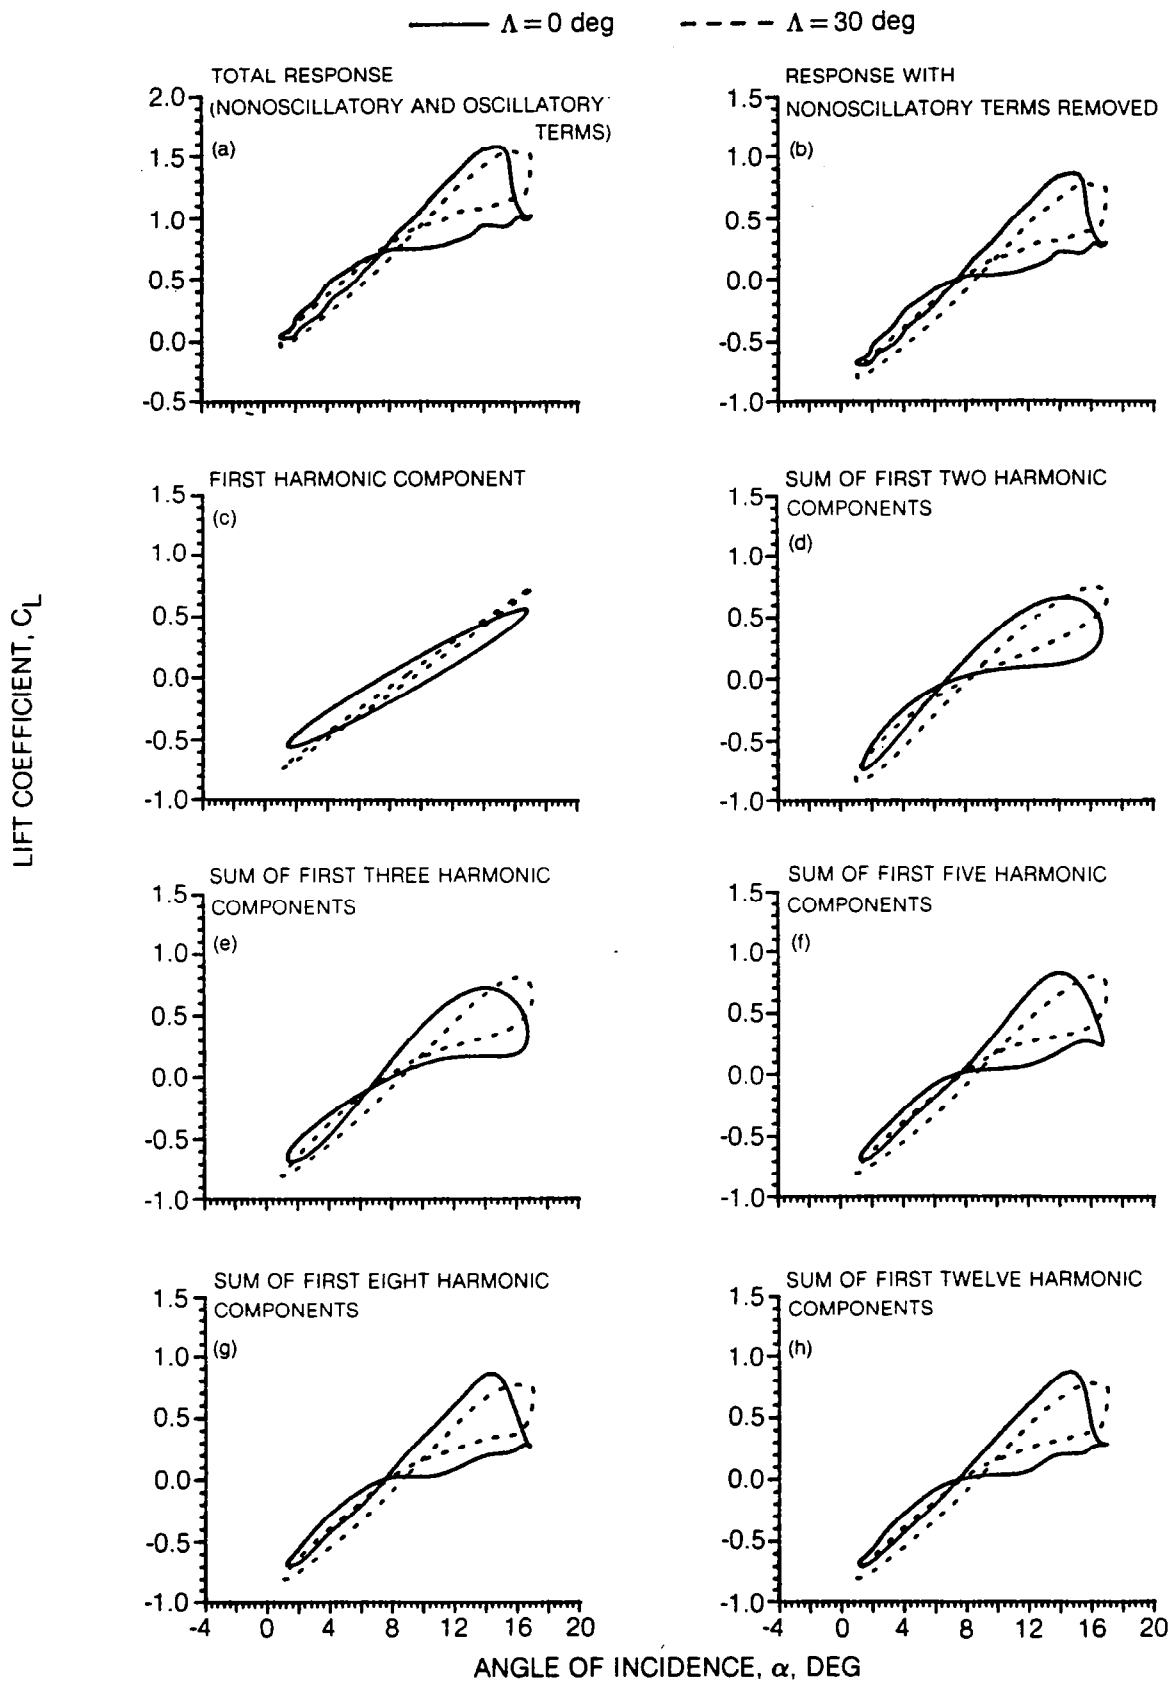 Λ = 0 deg
Λ = 30 deg
TOTAL RESPONSE
(NONOSCILLATORY AND OSCILLATORY
TERMS)
(a)
2.0
1.5
1.0
0.5
0.0
-0.5
RESPONSE WITH
NONOSCILLATORY TERMS REMOVED
(b)
1.5
1.0
0.5
0.0
-0.5
-1.0
FIRST HARMONIC COMPONENT
(c)
1.5
1.0
0.5
0.0
-0.5
-1.0
SUM OF FIRST TWO HARMONIC
COMPONENTS
(d)
1.5
1.0
0.5
0.0
-0.5
-1.0
LIFT COEFFICIENT, CL
SUM OF FIRST THREE HARMONIC
COMPONENTS
(e)
1.5
1.0
0.5
0.0
-0.5
-1.0
SUM OF FIRST FIVE HARMONIC
COMPONENTS
(f)
1.5
1.0
0.5
0.0
-0.5
-1.0
SUM OF FIRST EIGHT HARMONIC
COMPONENTS
(g)
1.5
1.0
0.5
0.0
-0.5
-1.0
-4 0 4 8 12 16 20
SUM OF FIRST TWELVE HARMONIC
COMPONENTS
(h)
1.5
1.0
0.5
0.0
-0.5
-1.0
-4 0 4 8 12 16 20
ANGLE OF INCIDENCE, α, DEG